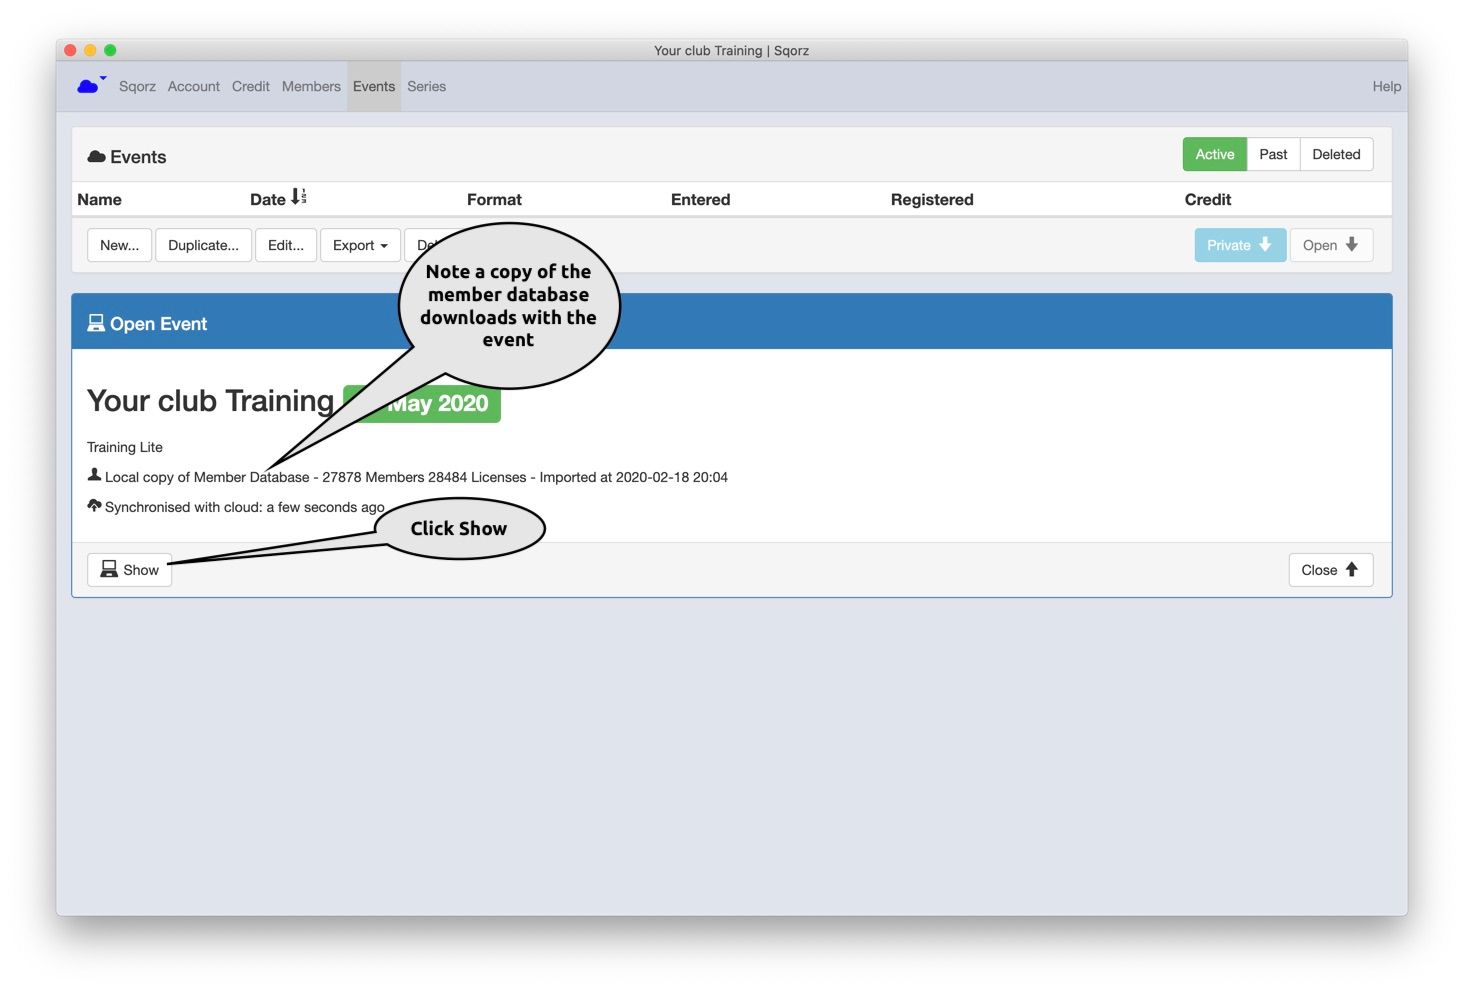 Your club Training | Sqorz
Sqorz Account Credit Members Events Series Help
Events Active Past Deleted
Name Date Format Entered Registered Credit
New... Duplicate... Edit... Export Private Open
Note a copy of the
member database
downloads with the
event
Open Event
Your club Training May 2020
Training Lite
Local copy of Member Database - 27878 Members 28484 Licenses - Imported at 2020-02-18 20:04
Synchronised with cloud: a few seconds ago
Click Show
Show Close